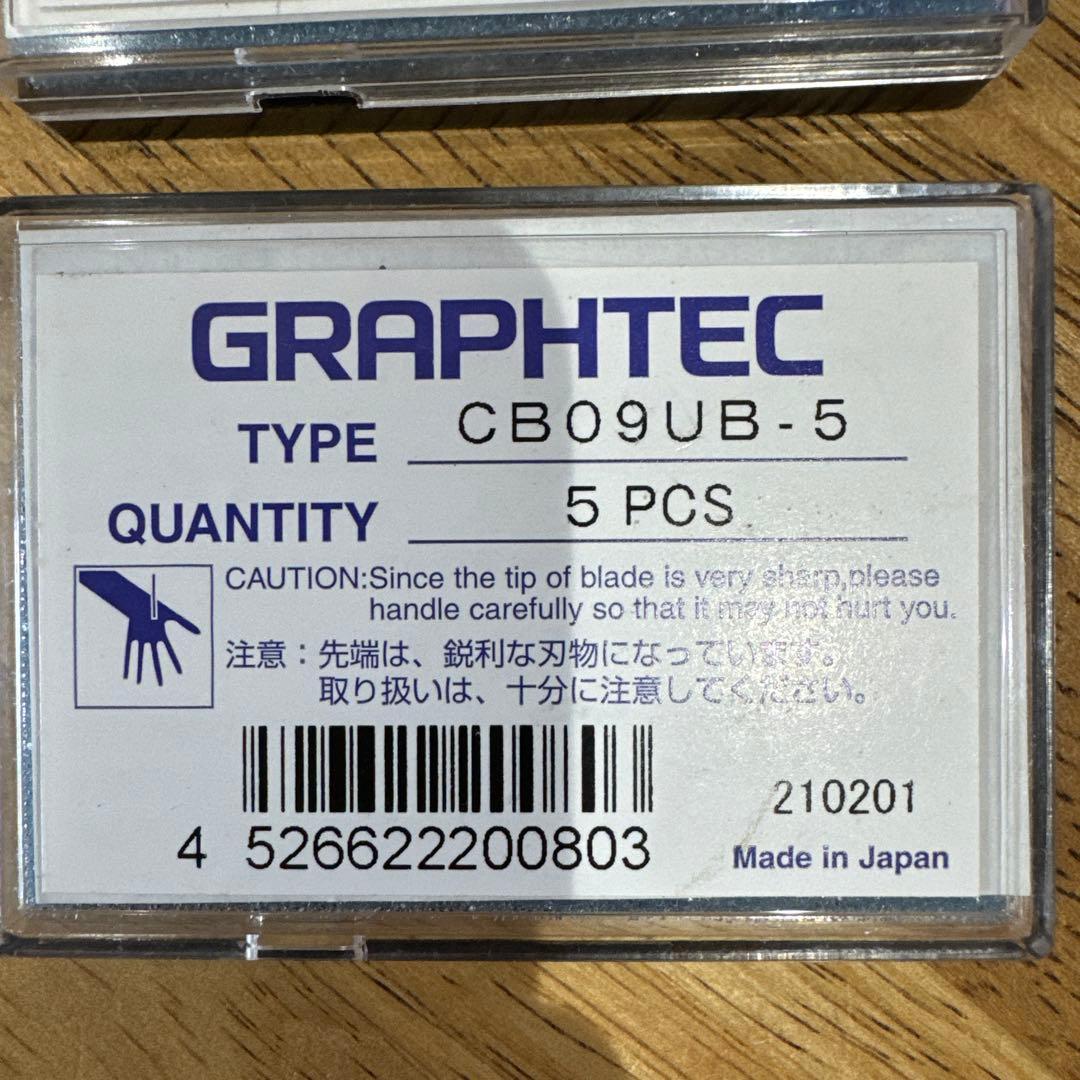 GRAPHTEC
TYPE CB09UB-5
QUANTITY 5 PCS
CAUTION:Since the tip of blade is very sharp,please
handle carefully so that it may not hurt you.
注意：先端は、鋭利な刃物になっています。
取り扱いは、十分に注意してください。
210201
4 526622200803
Made in Japan